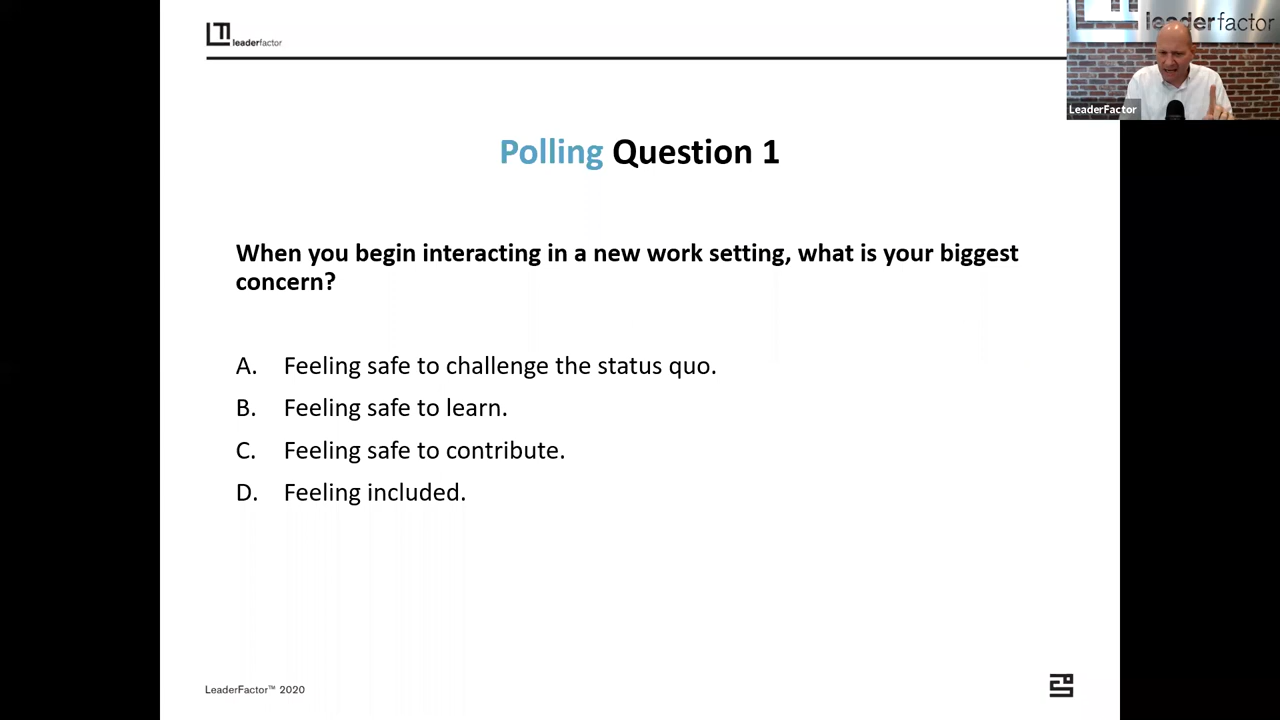 leaderfactor
leaderfactor
LeaderFactor
Polling Question 1
When you begin interacting in a new work setting, what is your biggest
concern?
A. Feeling safe to challenge the status quo.
B. Feeling safe to learn.
C. Feeling safe to contribute.
D. Feeling included.
LeaderFactor™ 2020